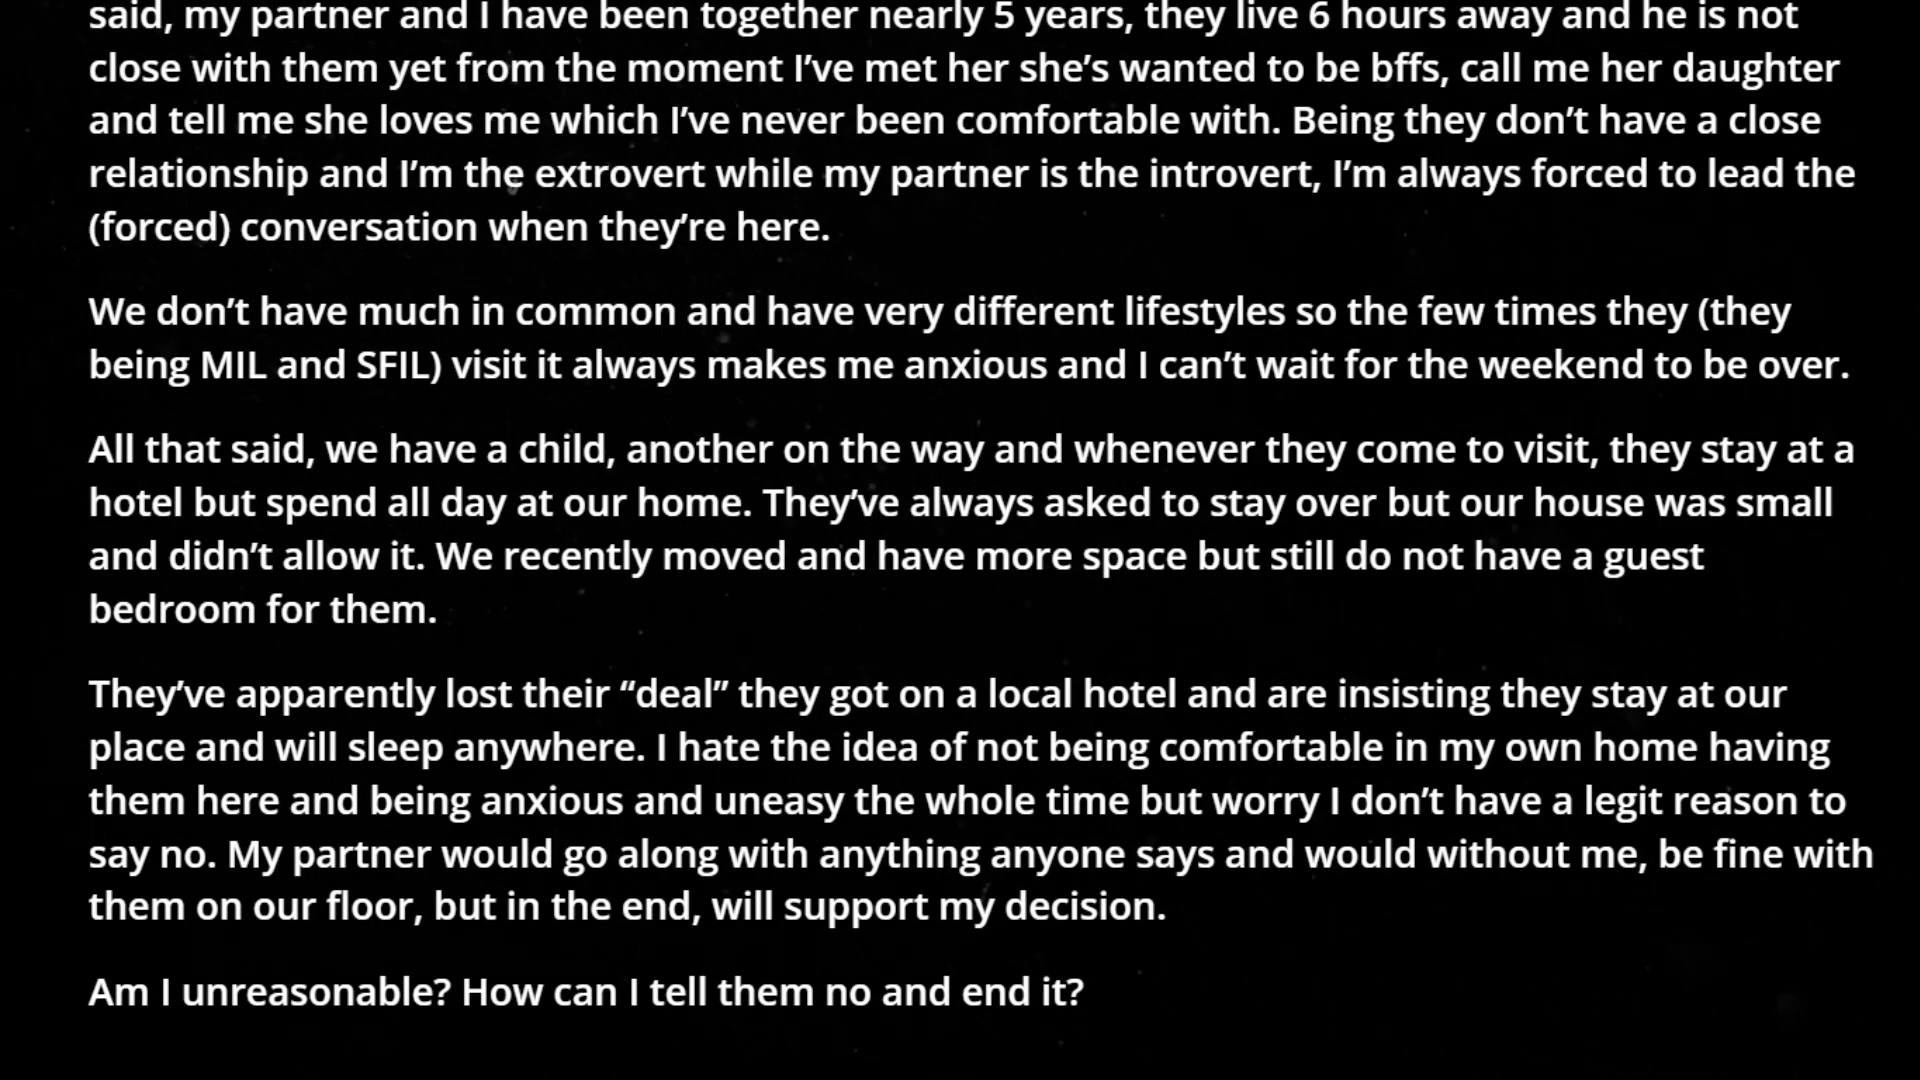 said, my partner and I have been together nearly 5 years, they live 6 hours away and he is not
close with them yet from the moment I’ve met her she’s wanted to be bffs, call me her daughter
and tell me she loves me which I’ve never been comfortable with. Being they don’t have a close
relationship and I’m the extrovert while my partner is the introvert, I’m always forced to lead the
(forced) conversation when they’re here.
We don’t have much in common and have very different lifestyles so the few times they (they
being MIL and SFIL) visit it always makes me anxious and I can’t wait for the weekend to be over.
All that said, we have a child, another on the way and whenever they come to visit, they stay at a
hotel but spend all day at our home. They’ve always asked to stay over but our house was small
and didn’t allow it. We recently moved and have more space but still do not have a guest
bedroom for them.
They’ve apparently lost their “deal” they got on a local hotel and are insisting they stay at our
place and will sleep anywhere. I hate the idea of not being comfortable in my own home having
them here and being anxious and uneasy the whole time but worry I don’t have a legit reason to
say no. My partner would go along with anything anyone says and would without me, be fine with
them on our floor, but in the end, will support my decision.
Am I unreasonable? How can I tell them no and end it?